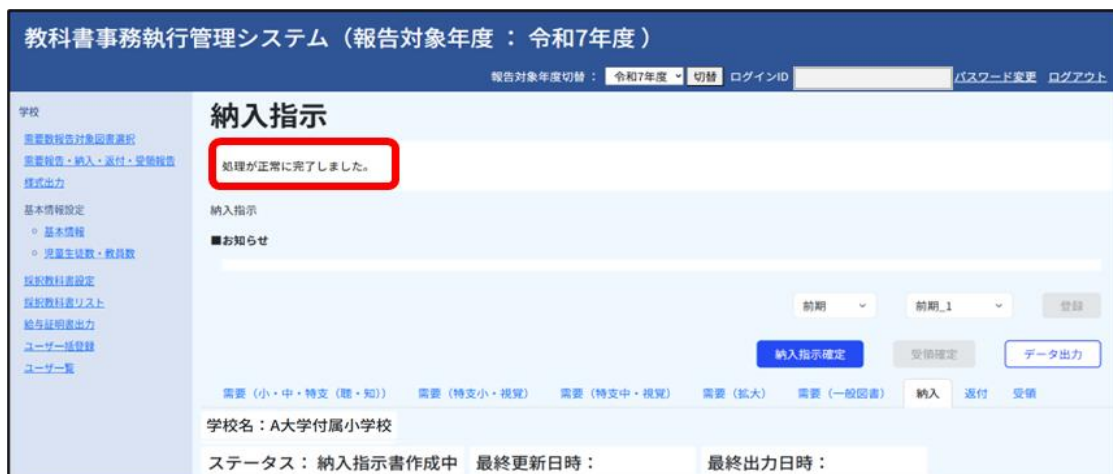 教科書事務執行管理システム（報告対象年度 ： 令和7年度 ）
報告対象年度切替 ： 令和7年度 切替 ログインID パスワード変更 ログアウト
学校
需要数報告対象図書選択
需要報告・納入・返付・受領報告
様式出力
基本情報設定
基本情報
児童生徒数・教員数
採択教科書設定
採択教科書リスト
給与証明書出力
ユーザー括登録
ユーザー覧
納入指示
処理が正常に完了しました。
納入指示
■お知らせ
前期 前期_1 登録
納入指示確定 受領確定 データ出力
需要（小・中・特支（聴・知）） 需要（特支小・視覚） 需要（特支中・視覚） 需要（拡大） 需要（一般図書） 納入 返付 受領
学校名：A大学付属小学校
ステータス： 納入指示書作成中 最終更新日時： 最終出力日時：